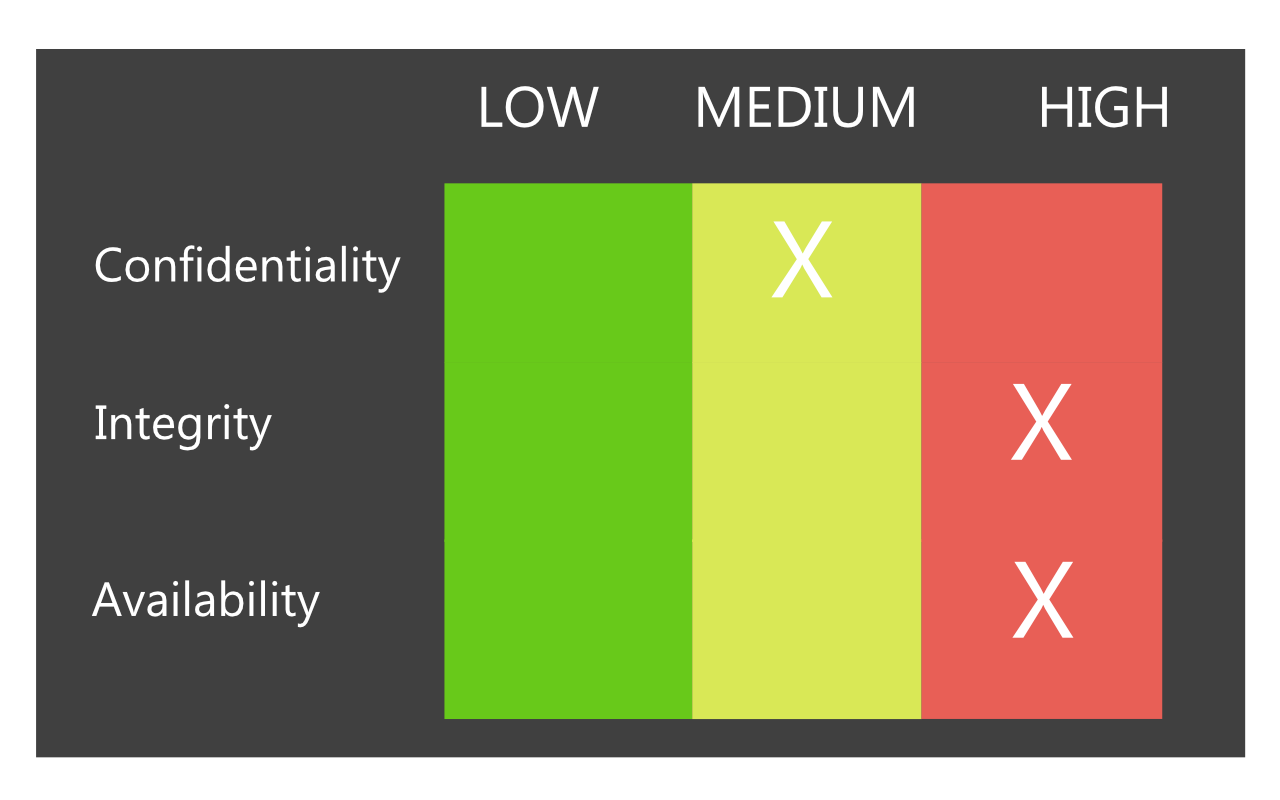 LOW MEDIUM HIGH
Confidentiality X
Integrity X
Availability X